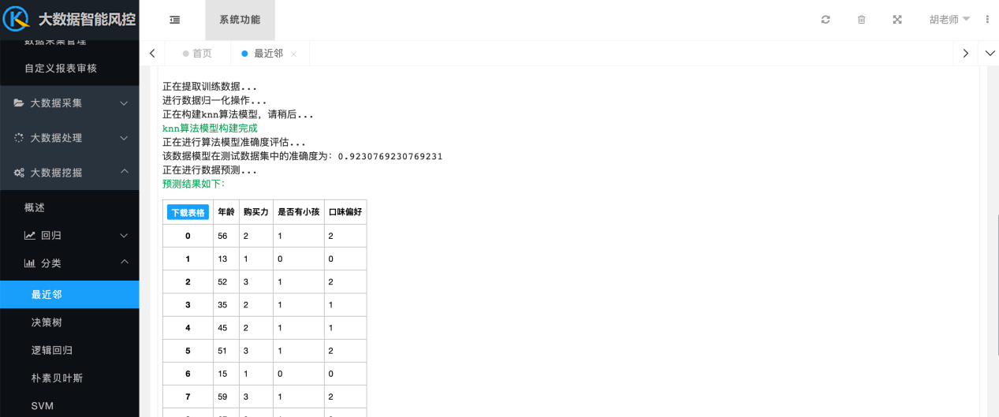 大数据智能风控
系统功能
胡老师
数据采集管理
自定义报表审核
大数据采集
大数据处理
大数据挖掘
概述
回归
分类
最近邻
决策树
逻辑回归
朴素贝叶斯
SVM
首页
最近邻
正在提取训练数据...
进行数据归一化操作...
正在构建knn算法模型，请稍后...
knn算法模型构建完成
正在进行算法模型准确度评估...
该数据模型在测试数据集中的准确度为：0.9230769230769231
正在进行数据预测...
预测结果如下：
下载表格 年龄 购买力 是否有小孩 口味偏好
0 56 2 1 2
1 13 1 0 0
2 52 3 1 2
3 35 2 1 1
4 45 2 1 1
5 51 3 1 2
6 15 1 0 0
7 59 3 1 2